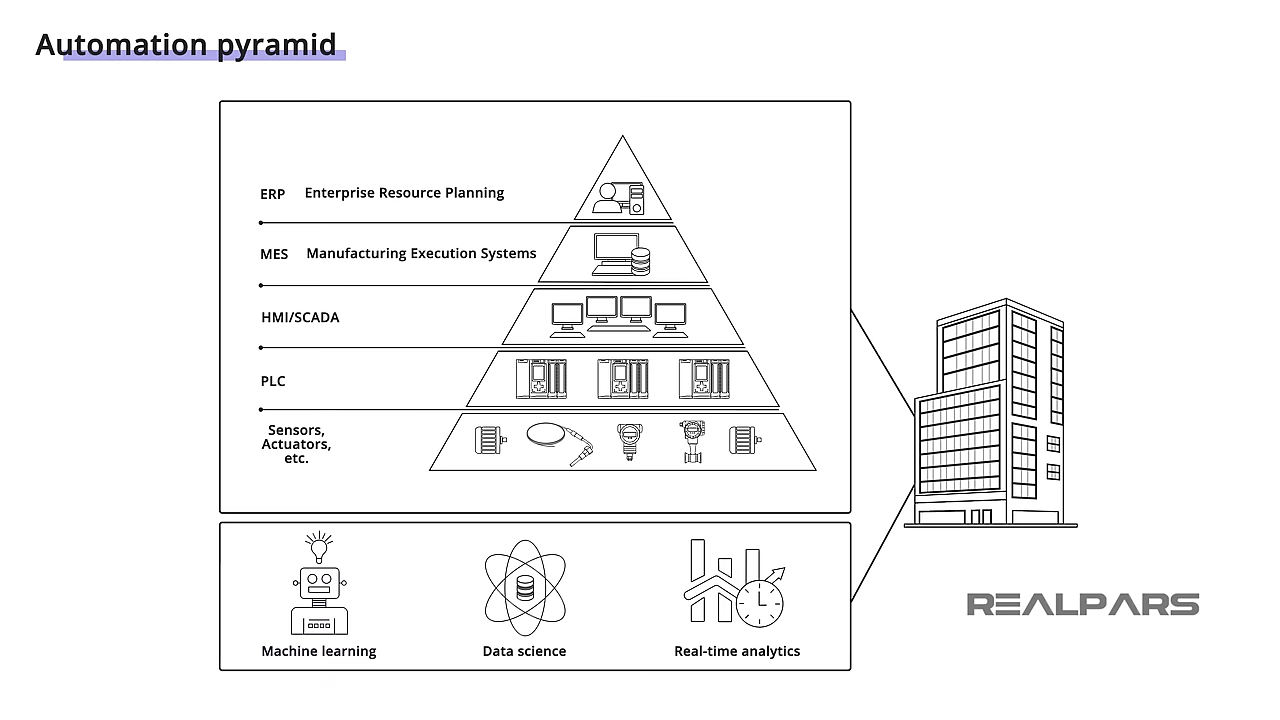 Automation pyramid
ERP Enterprise Resource Planning
MES Manufacturing Execution Systems
HMI/SCADA
PLC
Sensors,
Actuators,
etc.
Machine learning
Data science
Real-time analytics
REALPARS